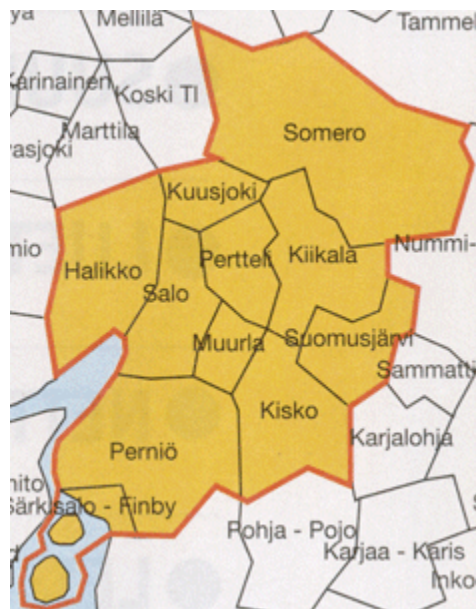 Mellilä
Tammel
Karinainen
Koski Tl
Marttila
Somero
Kuusjoki
Nummi-
Halikko
Pertteli
Kiikala
Salo
Muurla
Suomusjärvi
Sammatti
Kisko
Karjalohja
Perniö
Särkisalo - Finby
Pohja - Pojo
Karjaa - Karis
Inko